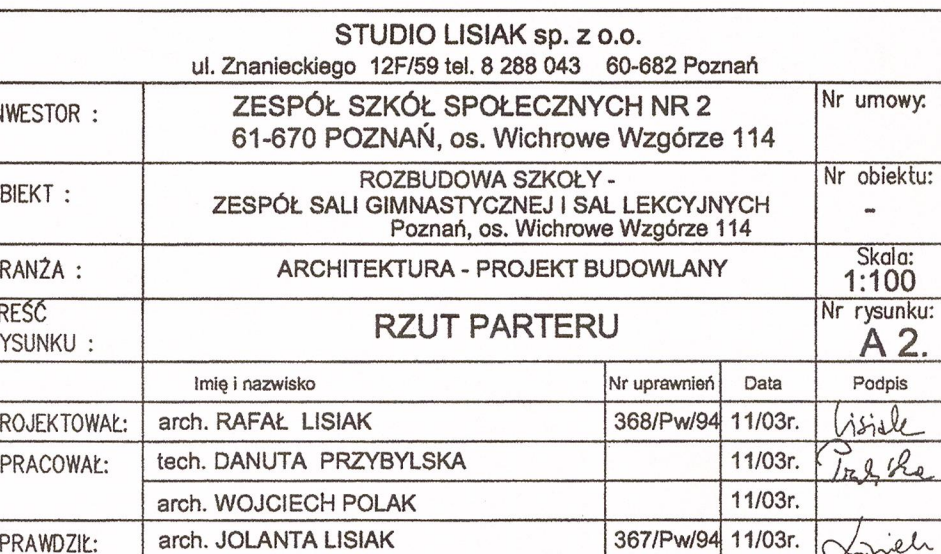 STUDIO LISIAK sp. z o.o.
ul. Znanieckiego 12F/59 tel. 8 288 043 60-682 Poznań
NWESTOR :
ZESPÓŁ SZKÓŁ SPOŁECZNYCH NR 2
61-670 POZNAŃ, os. Wichrowe Wzgórze 114
Nr umowy:
BIEKT :
ROZBUDOWA SZKOŁY -
ZESPÓŁ SALI GIMNASTYCZNEJ I SAL LEKCYJNYCH
Poznań, os. Wichrowe Wzgórze 114
Nr obiektu:
-
RANŻA :
ARCHITEKTURA - PROJEKT BUDOWLANY
Skala:
1:100
REŚĆ
YSUNKU :
RZUT PARTERU
Nr rysunku:
A 2.
Imię i nazwisko Nr uprawnień Data Podpis
ROJEKTOWAŁ: arch. RAFAŁ LISIAK 368/Pw/94 11/03r. Lisiak
PRACOWAŁ: tech. DANUTA PRZYBYLSKA 11/03r.
arch. WOJCIECH POLAK 11/03r.
PRAWDZIŁ: arch. JOLANTA LISIAK 367/Pw/94 11/03r.